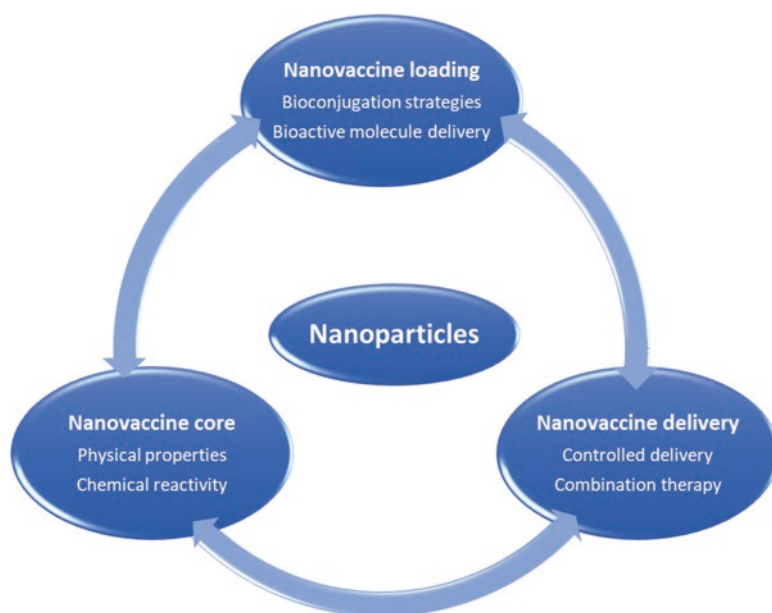 Nanovaccine loading
Bioconjugation strategies
Bioactive molecule delivery
Nanoparticles
Nanovaccine core
Physical properties
Chemical reactivity
Nanovaccine delivery
Controlled delivery
Combination therapy